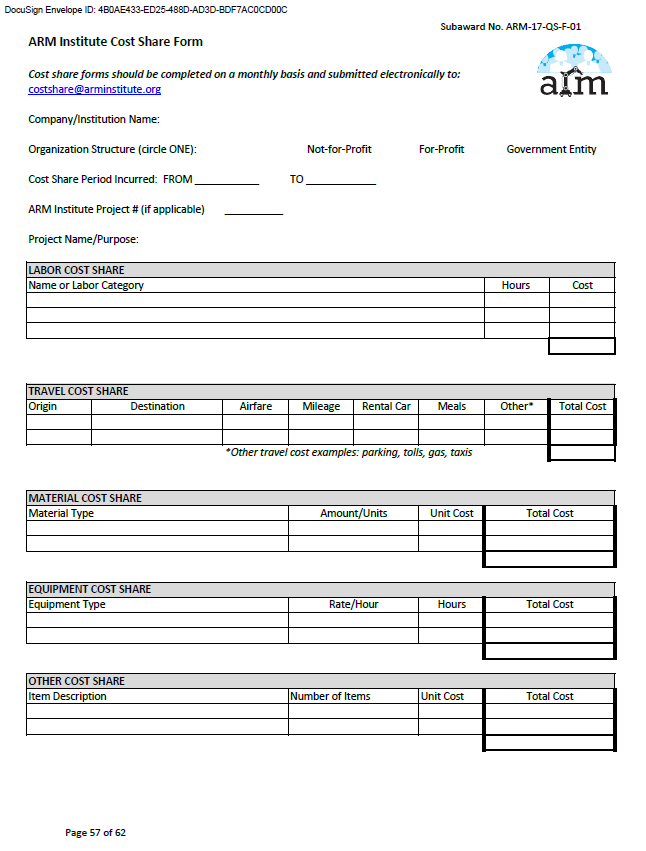 DocuSign Envelope ID: 4B0AE433-ED25-488D-AD3D-BDF7AC0CD00C
Subaward No. ARM-17-QS-F-01
ARM Institute Cost Share Form
Cost share forms should be completed on a monthly basis and submitted electronically to:
costshare@arminstitute.org
arm
Company/Institution Name:
Organization Structure (circle ONE): Not-for-Profit For-Profit Government Entity
Cost Share Period Incurred: FROM ____________ TO _____________
ARM Institute Project # (if applicable) ___________
Project Name/Purpose:
LABOR COST SHARE
Name or Labor Category Hours Cost
TRAVEL COST SHARE
Origin Destination Airfare Mileage Rental Car Meals Other* Total Cost
*Other travel cost examples: parking, tolls, gas, taxis
MATERIAL COST SHARE
Material Type Amount/Units Unit Cost Total Cost
EQUIPMENT COST SHARE
Equipment Type Rate/Hour Hours Total Cost
OTHER COST SHARE
Item Description Number of Items Unit Cost Total Cost
Page 57 of 62